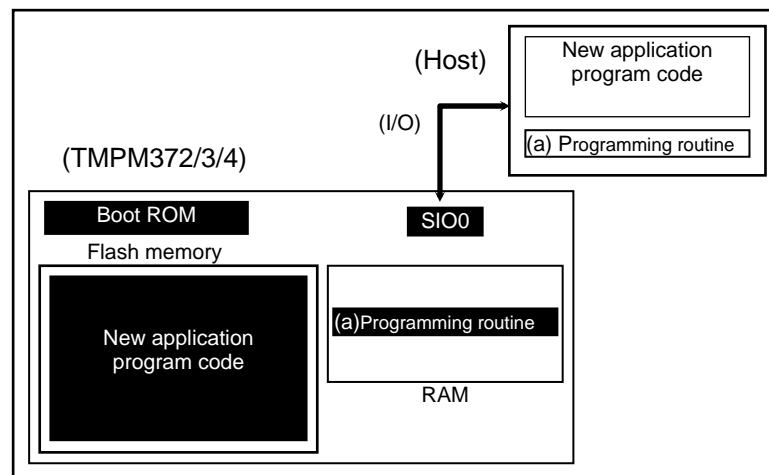 (Host)
New application
program code
(a) Programming routine
(I/O)
(TMPM372/3/4)
Boot ROM
SIO0
Flash memory
New application
program code
(a)Programming routine
RAM